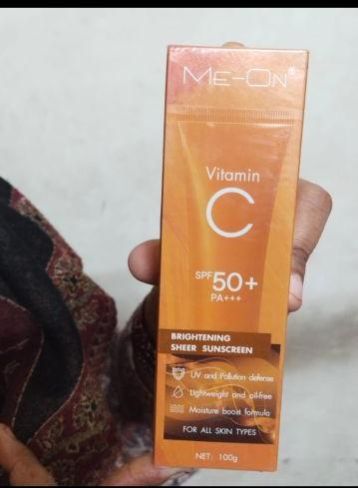 ME-ON®
Vitamin
C
SPF50+
PA+++
BRIGHTENING
SHEER SUNSCREEN
UV and Pollution defense
Lightweight and oil-free
Moisture boost formula
FOR ALL SKIN TYPES
NET: 100g